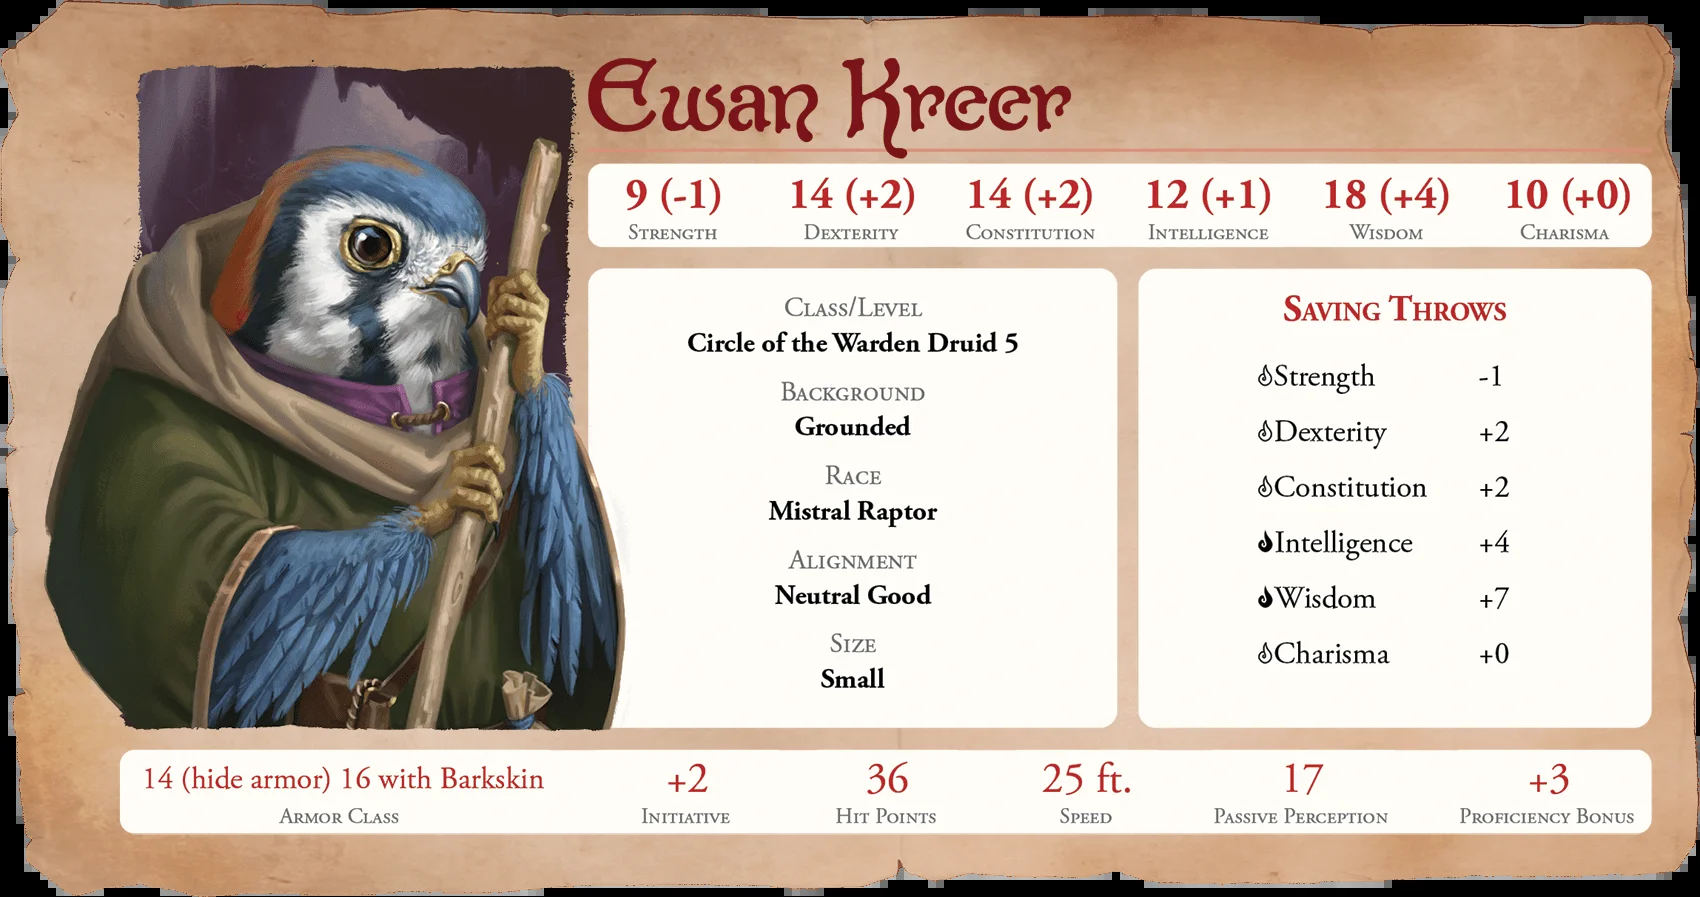 Ewan Kreer
9 (-1) 14 (+2) 14 (+2) 12 (+1) 18 (+4) 10 (+0)
Strength Dexterity Constitution Intelligence Wisdom Charisma
Class/Level
Circle of the Warden Druid 5
Background
Grounded
Race
Mistral Raptor
Alignment
Neutral Good
Size
Small
Saving Throws
Strength -1
Dexterity +2
Constitution +2
Intelligence +4
Wisdom +7
Charisma +0
14 (hide armor) 16 with Barkskin +2 36 25 ft. 17 +3
Armor Class Initiative Hit Points Speed Passive Perception Proficiency Bonus